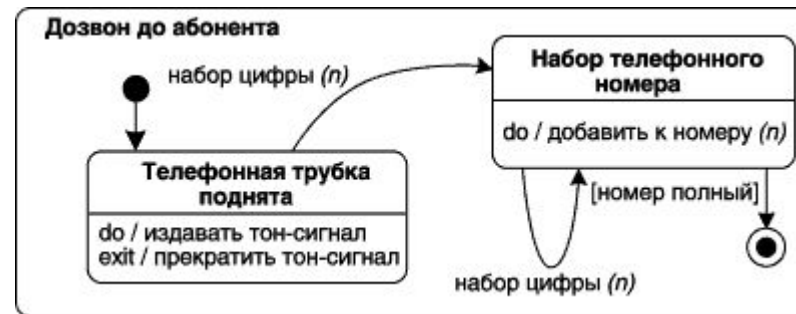 Дозвон до абонента
набор цифры (n)
Телефонная трубка
поднята
do / издавать тон-сигнал
exit / прекратить тон-сигнал
Набор телефонного
номера
do / добавить к номеру (n)
[номер полный]
набор цифры (n)